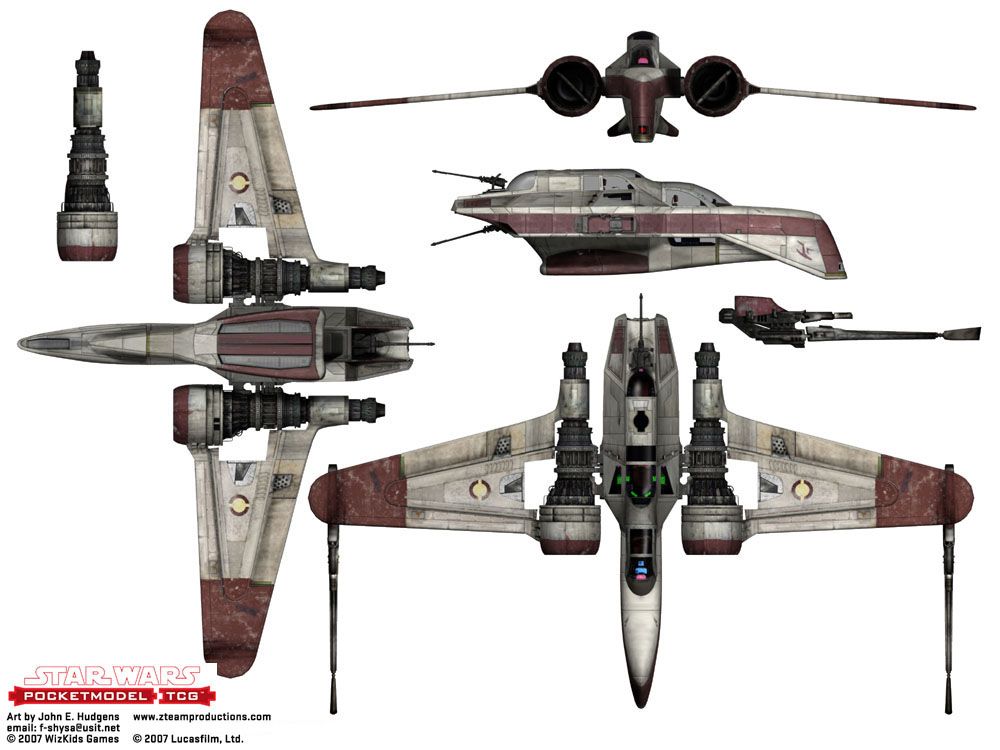 STAR WARS
POCKETMODEL TCG
Art by John E. Hudgens www.zteamproductions.com
email: f-shysa@usit.net
© 2007 WizKids Games © 2007 Lucasfilm, Ltd.